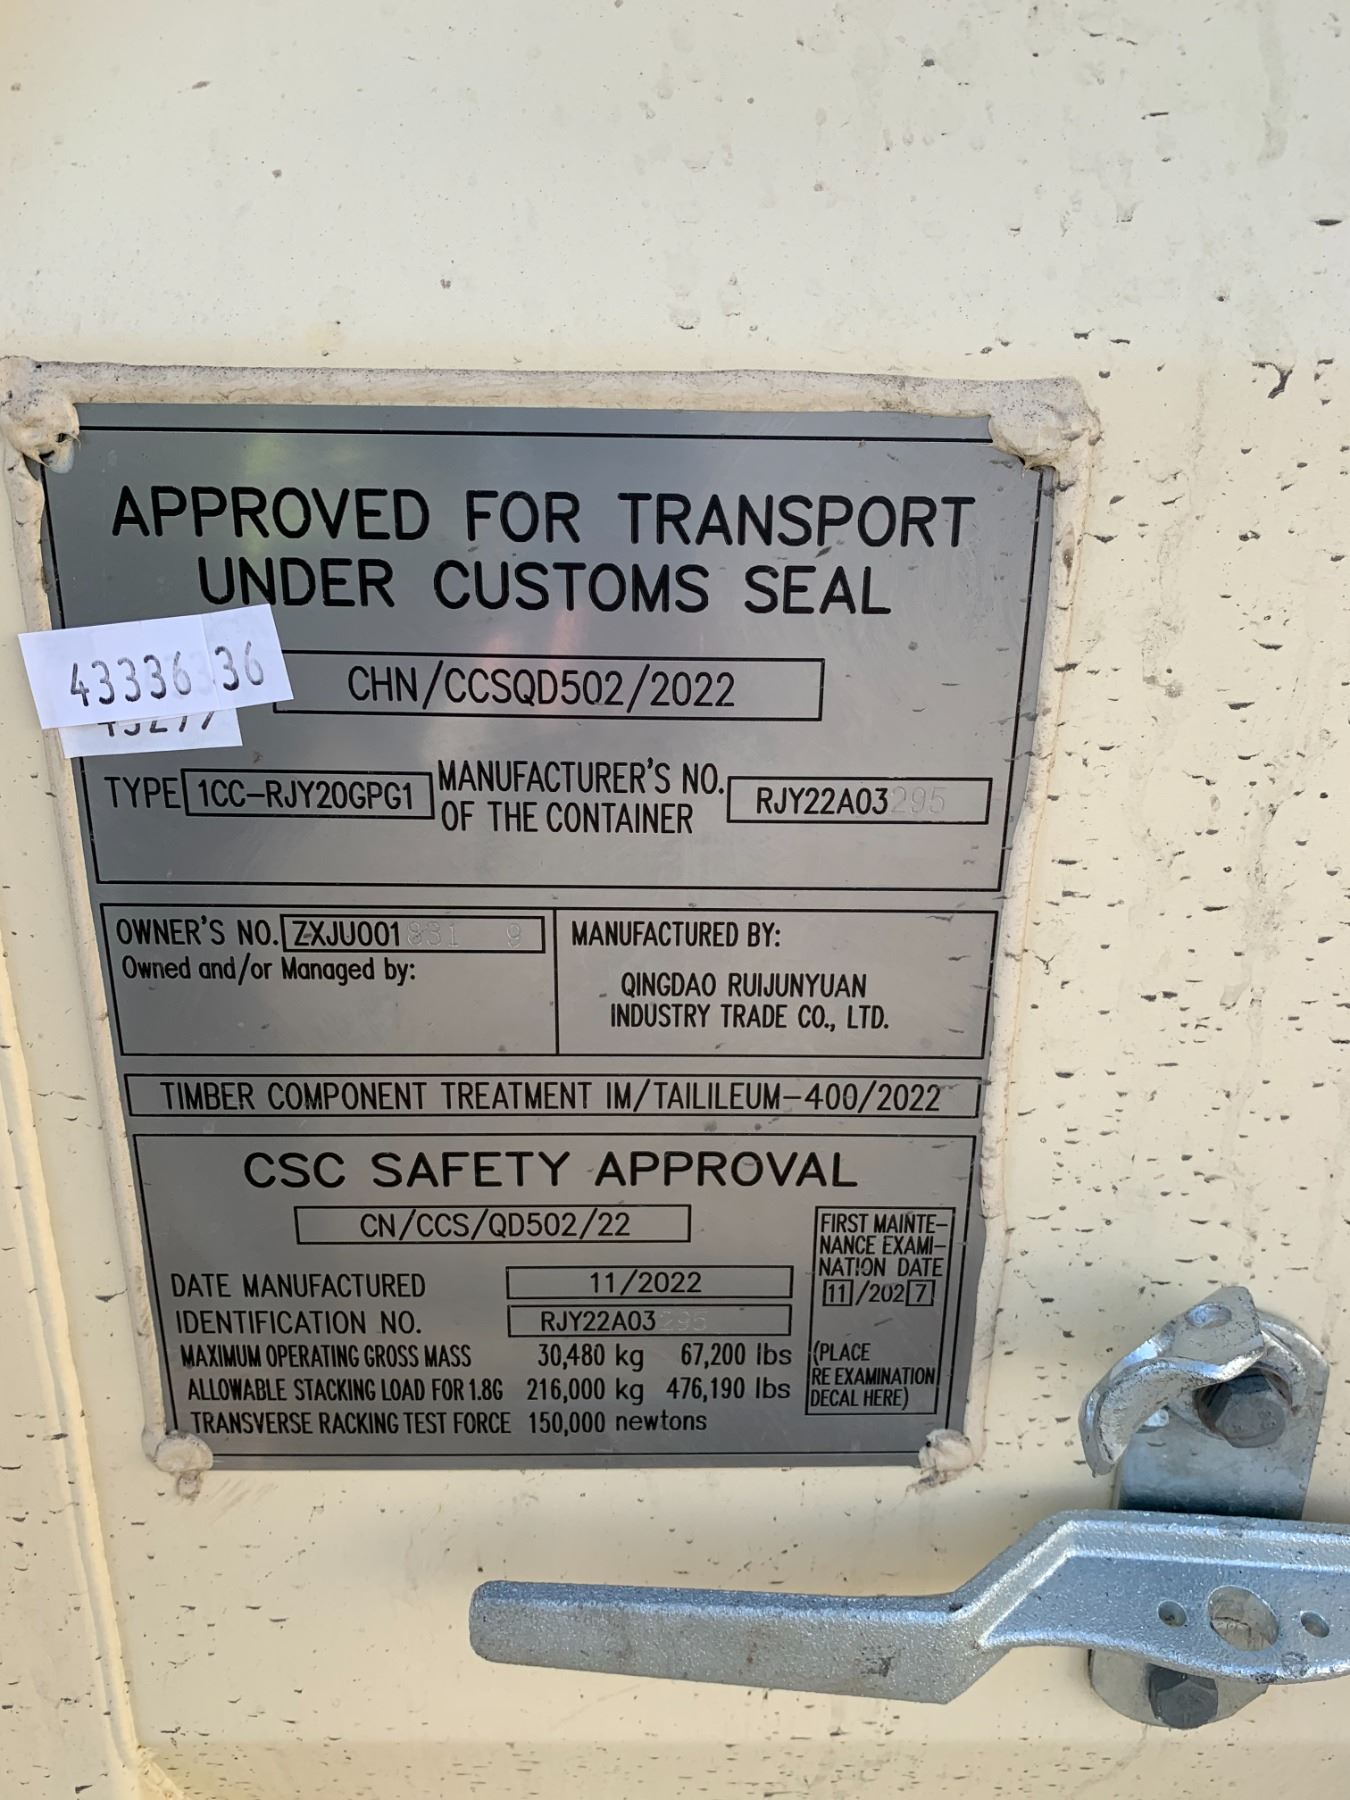 APPROVED FOR TRANSPORT
UNDER CUSTOMS SEAL
43336 36
CHN/CCSQD502/2022
TYPE 1CC-RJY20GPG1
MANUFACTURER'S NO.
OF THE CONTAINER
RJY22A03295
OWNER'S NO. ZXJU001831 9
Owned and/or Managed by:
MANUFACTURED BY:
QINGDAO RUIJUNYUAN
INDUSTRY TRADE CO., LTD.
TIMBER COMPONENT TREATMENT IM/TAILILEUM-400/2022
CSC SAFETY APPROVAL
CN/CCS/QD502/22
DATE MANUFACTURED 11/2022
IDENTIFICATION NO. RJY22A03295
MAXIMUM OPERATING GROSS MASS 30,480 kg 67,200 lbs
ALLOWABLE STACKING LOAD FOR 1.8G 216,000 kg 476,190 lbs
TRANSVERSE RACKING TEST FORCE 150,000 newtons
FIRST MAINTE-
NANCE EXAMI-
NATION DATE
11/2027
(PLACE
RE EXAMINATION
DECAL HERE)